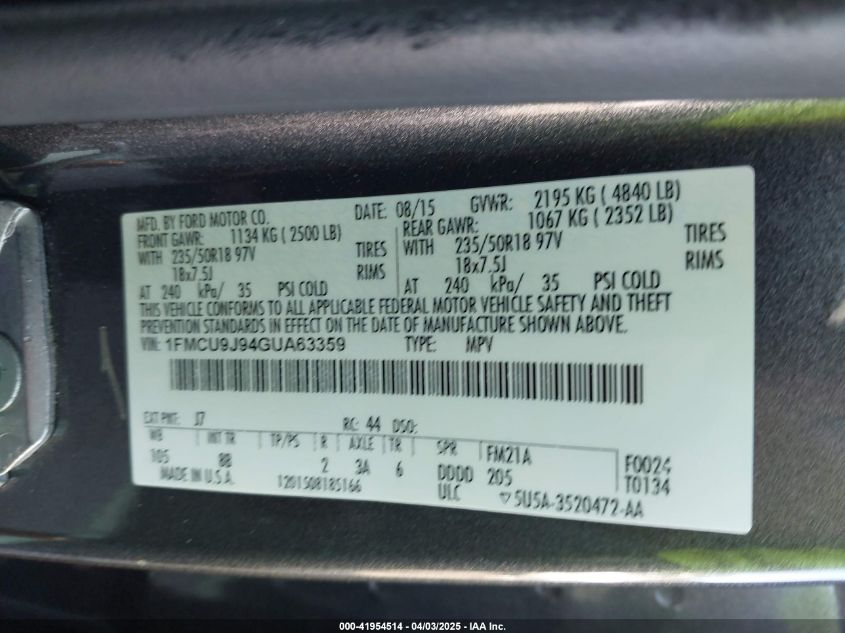 MFD. BY FORD MOTOR CO. DATE: 08/15 GVWR: 2195 KG ( 4840 LB)
FRONT GAWR: 1134 KG ( 2500 LB) REAR GAWR: 1067 KG ( 2352 LB)
WITH 235/50R18 97V TIRES WITH 235/50R18 97V TIRES
18x7.5J RIMS 18x7.5J RIMS
AT 240 kPa/ 35 PSI COLD AT 240 kPa/ 35 PSI COLD
THIS VEHICLE CONFORMS TO ALL APPLICABLE FEDERAL MOTOR VEHICLE SAFETY AND THEFT
PREVENTION STANDARDS IN EFFECT ON THE DATE OF MANUFACTURE SHOWN ABOVE.
VIN: 1FMCU9J94GUA63359 TYPE: MPV
EXT PNT: J7 RC: 44 DSO:
WB INT TR TP/PS R AXLE TR SPR FM21A F0024
105 8B 2 3A 6 DDDD 205 T0134
MADE IN U.S.A. 1201508185166 ULC 5U5A-3520472-AA
000-41954514 - 04/03/2025 - IAA Inc.